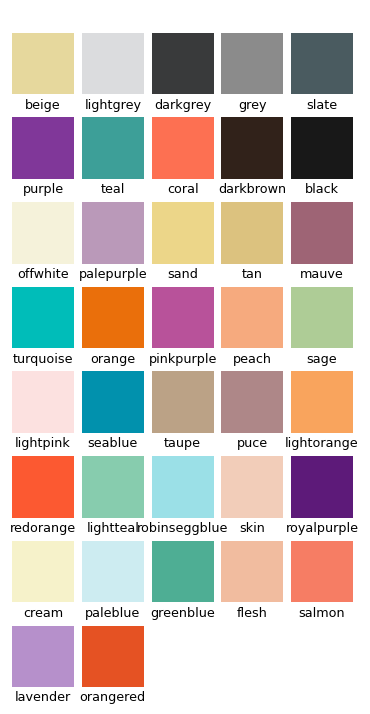 beige lightgrey darkgrey grey slate
purple teal coral darkbrown black
offwhite palepurple sand tan mauve
turquoise orange pinkpurple peach sage
lightpink seablue taupe puce lightorange
redorange lightteal robinseggblue skin royalpurple
cream paleblue greenblue flesh salmon
lavender orangered